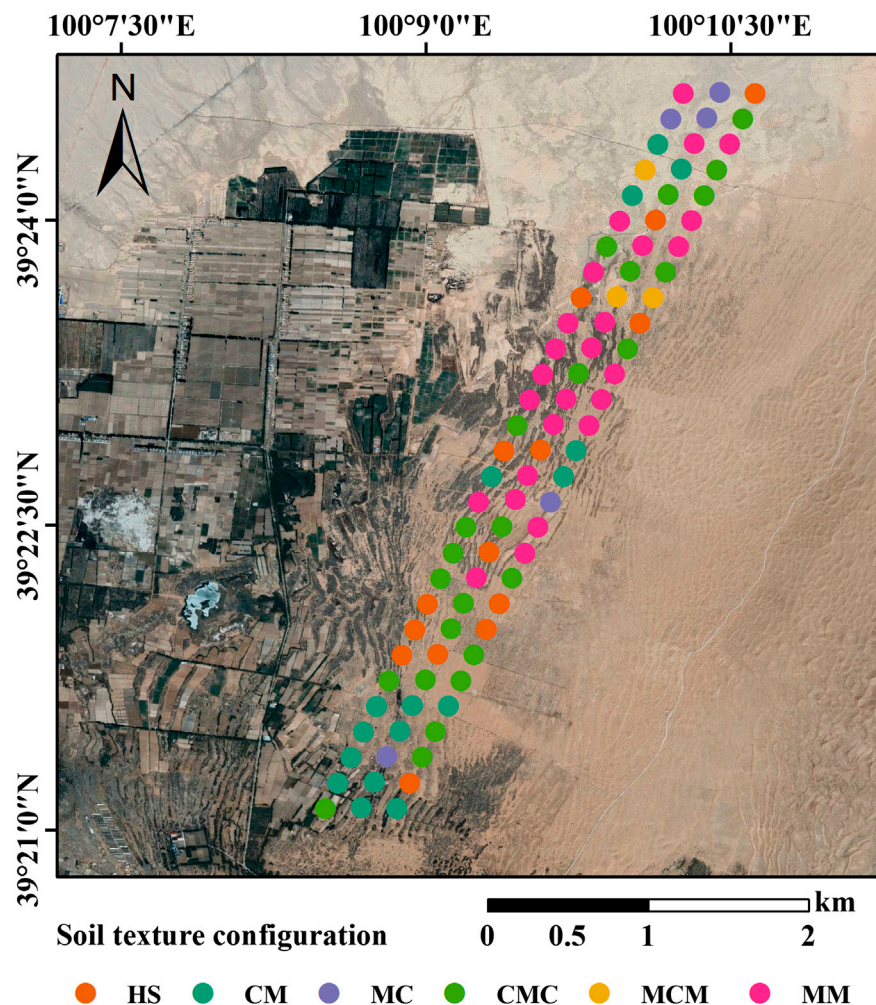 100°7'30"E 100°9'0"E 100°10'30"E
N
39°24'0"N
39°22'30"N
39°21'0"N
km
Soil texture configuration 0 0.5 1 2
HS CM MC CMC MCM MM